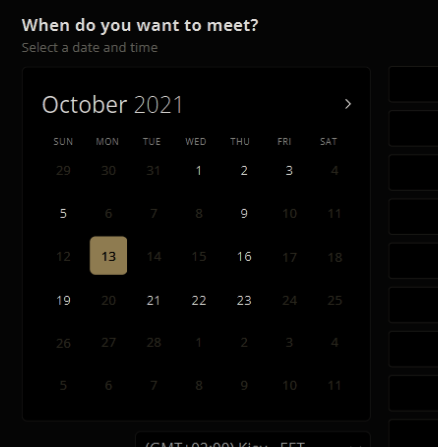 When do you want to meet?
Select a date and time
October 2021
SUN MON TUE WED THU FRI SAT
29 30 31 1 2 3 4
5 6 7 8 9 10 11
12 13 14 15 16 17 18
19 20 21 22 23 24 25
26 27 28 1 2 3 4
5 6 7 8 9 10 11
(GMT+02:00) Kiev - EET